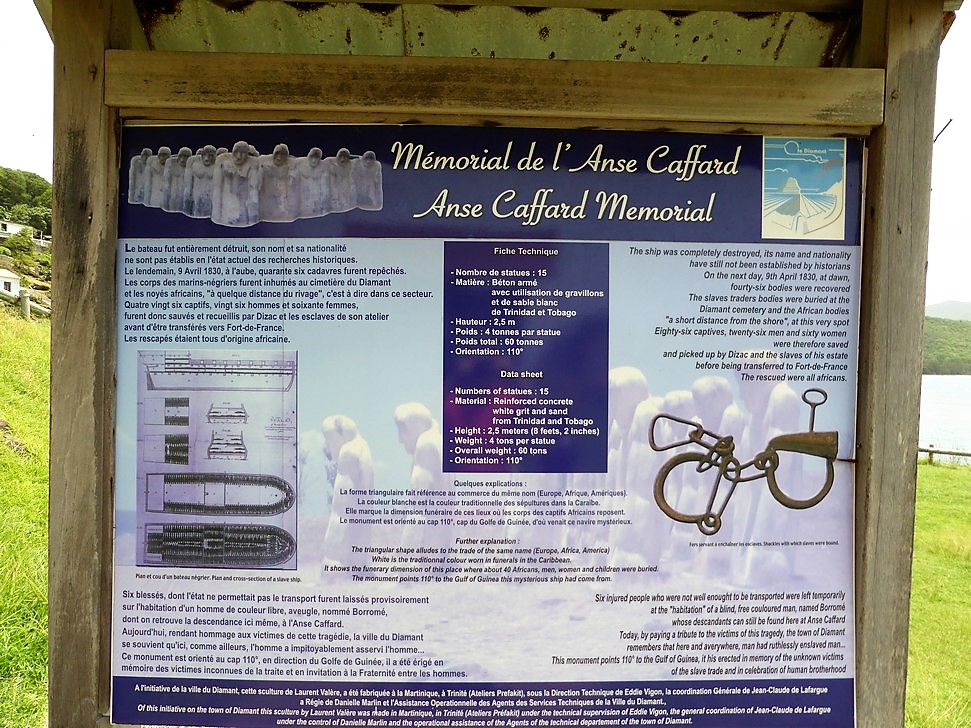 Mémorial de l'Anse Caffard
Anse Caffard Memorial
le Diamant
Le bateau fut entièrement détruit, son nom et sa nationalité
ne sont pas établis en l'état actuel des recherches historiques.
Le lendemain, 9 Avril 1830, à l'aube, quarante six cadavres furent repêchés.
Les corps des marins-négriers furent inhumés au cimetière du Diamant
et les noyés africains, "à quelque distance du rivage", c'est à dire dans ce secteur.
Quatre vingt six captifs, vingt six hommes et soixante femmes,
furent donc sauvés et recueillis par Dizac et les esclaves de son atelier
avant d'être transférés vers Fort-de-France.
Les rescapés étaient tous d'origine africaine.
Plan et cou d'un bateau négrier. Plan and cross-section of a slave ship.
Fiche Technique
- Nombre de statues : 15
- Matière : Béton armé
avec utilisation de gravillons
et de sable blanc
de Trinidad et Tobago
- Hauteur : 2,5 m
- Poids : 4 tonnes par statue
- Poids total : 60 tonnes
- Orientation : 110°
Data sheet
- Numbers of statues : 15
- Material : Reinforced concrete
white grit and sand
from Trinidad and Tobago
- Height : 2,5 meters (8 feets, 2 inches)
- Weight : 4 tons per statue
- Overall weight : 60 tons
- Orientation : 110°
The ship was completely destroyed, its name and nationality
have still not been established by historians
On the next day, 9th April 1830, at dawn,
fourty-six bodies were recovered
The slaves traders bodies were buried at the
Diamant cemetery and the African bodies
"a short distance from the shore", at this very spot
Eighty-six captives, twenty-six men and sixty women
were therefore saved
and picked up by Dizac and the slaves of his estate
before being transferred to Fort-de-France
The rescued were all africans.
Fers servant a enchaîner les esclaves. Shackles with which slaves were bound.
Quelques explications :
La forme triangulaire fait référence au commerce du même nom (Europe, Afrique, Amériques).
La couleur blanche est la couleur traditionnelle des sépultures dans la Caraïbe.
Elle marque la dimension funéraire de ces lieux où les corps des captifs Africains reposent.
Le monument est orienté au cap 110°, cap du Golfe de Guinée, d'où venait ce navire mystérieux.
Further explanation :
The triangular shape alludes to the trade of the same name (Europe, Africa, America)
White is the traditionnal colour worn in funerals in the Caribbean.
It shows the funerary dimension of this place where about 40 Africans, men, women and children were buried.
The monument points 110° to the Gulf of Guinea this mysterious ship had come from.
Six blessés, dont l'état ne permettait pas le transport furent laissés provisoirement
sur l'habitation d'un homme de couleur libre, aveugle, nommé Borromé,
dont on retrouve la descendance ici même, à l'Anse Caffard.
Aujourd'hui, rendant hommage aux victimes de cette tragédie, la ville du Diamant
se souvient qu'ici, comme ailleurs, l'homme a impitoyablement asservi l'homme...
Ce monument est orienté au cap 110°, en direction du Golfe de Guinée, il a été érigé en
mémoire des victimes inconnues de la traite et en invitation à la Fraternité entre les hommes.
Six injured people who were not well enought to be transported were left temporarily
at the "habitation" of a blind, free couloured man, named Borromé
whose descendants can still be found here at Anse Caffard
Today, by paying a tribute to the victims of this tragedy, the town of Diamant
remembers that here and averywhere, man had ruthlessly enslaved man...
This monument points 110° to the Gulf of Guinea, it his erected in memory of the unknown victims
of the slave trade and in celebration of human brotherhood
A l'initiative de la ville du Diamant, cette sculture de Laurent Valère, a été fabriquée à la Martinique, à Trinité (Ateliers Prefakit), sous la Direction Technique de Eddie Vigon, la coordination Générale de Jean-Claude de Lafargue
a Régie de Danielle Marlin et l'Assistance Operationnelle des Agents des Services Techniques de la Ville du Diamant.,
Of this initiative on the town of Diamant this sculture by Laurent Valère was made in Martinique, in Trinité (Ateliers Préfakit) under the technical supervision of Eddie Vigon, the general coordination of Jean-Claude de Lafargue
under the control of Danielle Marlin and the operational assistance of the Agents of the technical departement of the town of Diamant.